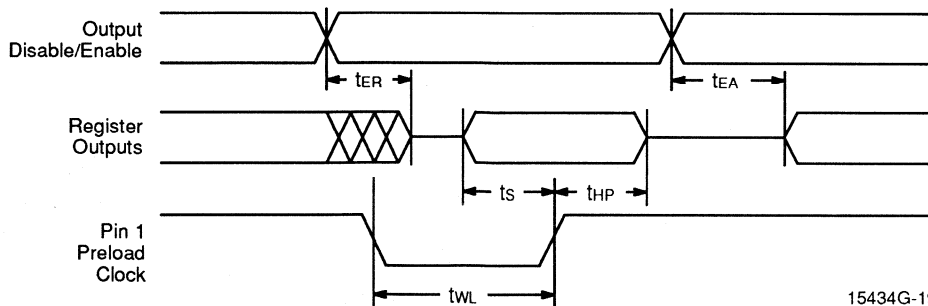 Output
Disable/Enable
tER
tEA
Register
Outputs
tS
tHP
Pin 1
Preload
Clock
tWL